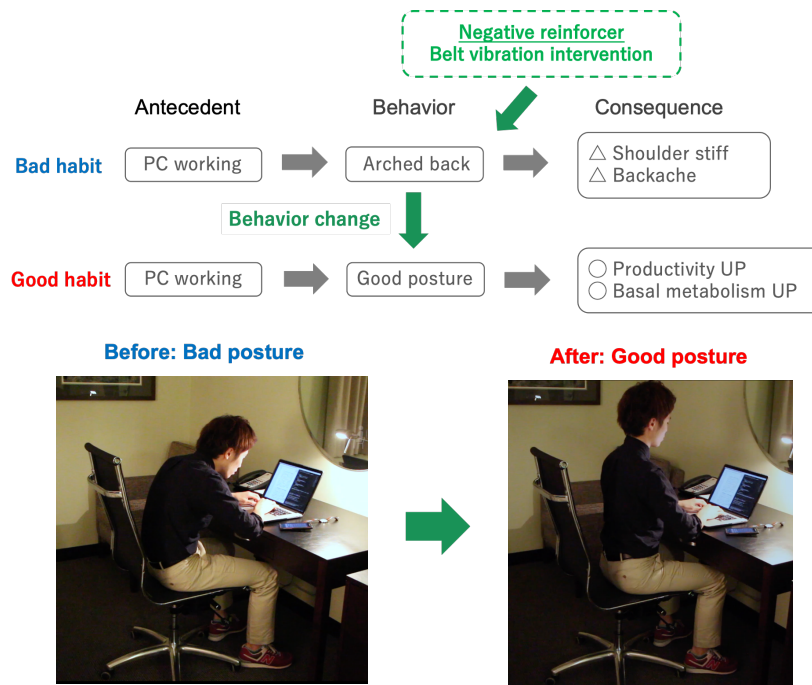 Negative reinforcer
Belt vibration intervention
Antecedent
Behavior
Consequence
Bad habit
PC working
Arched back
△ Shoulder stiff
△ Backache
Behavior change
Good habit
PC working
Good posture
○ Productivity UP
○ Basal metabolism UP
Before: Bad posture
After: Good posture